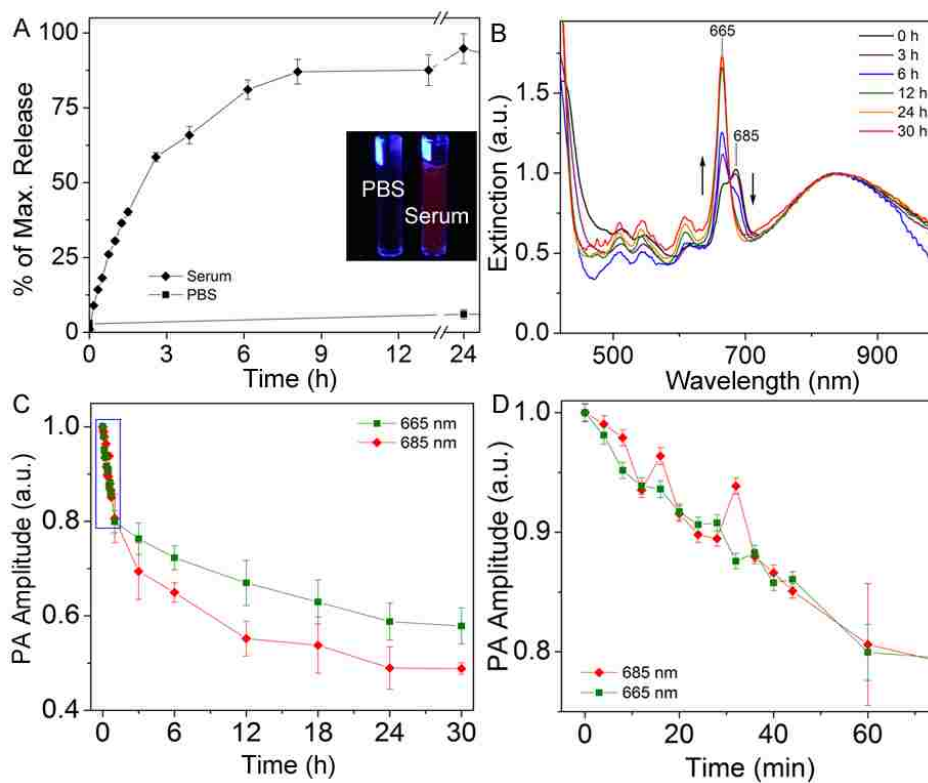 A
% of Max. Release
100
75
50
25
0
PBS
Serum
Serum
PBS
0
3
6
9
12
24
Time (h)
B
Extinction (a.u.)
1.5
1.0
0.5
0.0
665
685
0 h
3 h
6 h
12 h
24 h
30 h
500
700
900
Wavelength (nm)
C
PA Amplitude (a.u.)
1.0
0.8
0.6
0.4
665 nm
685 nm
0
6
12
18
24
30
Time (h)
D
PA Amplitude (a.u.)
1.0
0.9
0.8
685 nm
665 nm
0
20
40
60
Time (min)